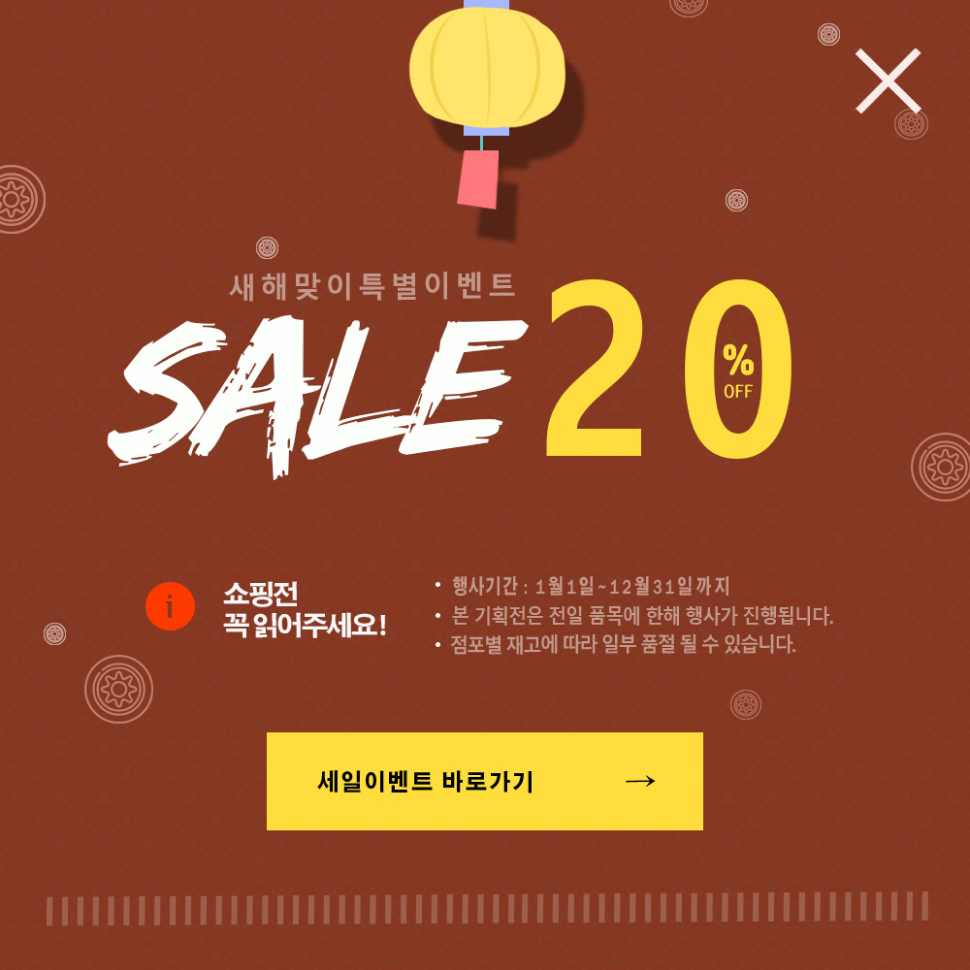 새해맞이특별이벤트
SALE 20
%
OFF
쇼핑전
꼭 읽어주세요!
• 행사기간 : 1월1일~12월31일까지
• 본 기획전은 전일 품목에 한해 행사가 진행됩니다.
• 점포별 재고에 따라 일부 품절 될 수 있습니다.
세일이벤트 바로가기 →